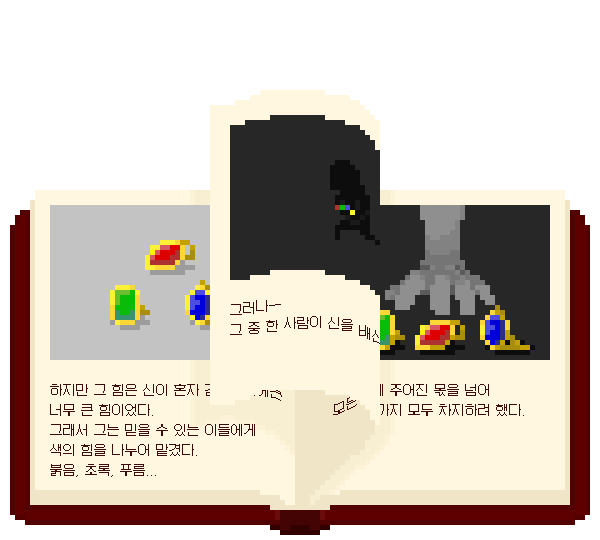 하지만 그 힘은 신이 혼자
너무 큰 힘이었다.
그래서 그는 믿을 수 있는 이들에게
색의 힘을 나누어 맡겼다.
붉음, 초록, 푸름...
그러나—
그 중 한 사람이 신을
주어진 몫을 넘어
모두 차지하려 했다.